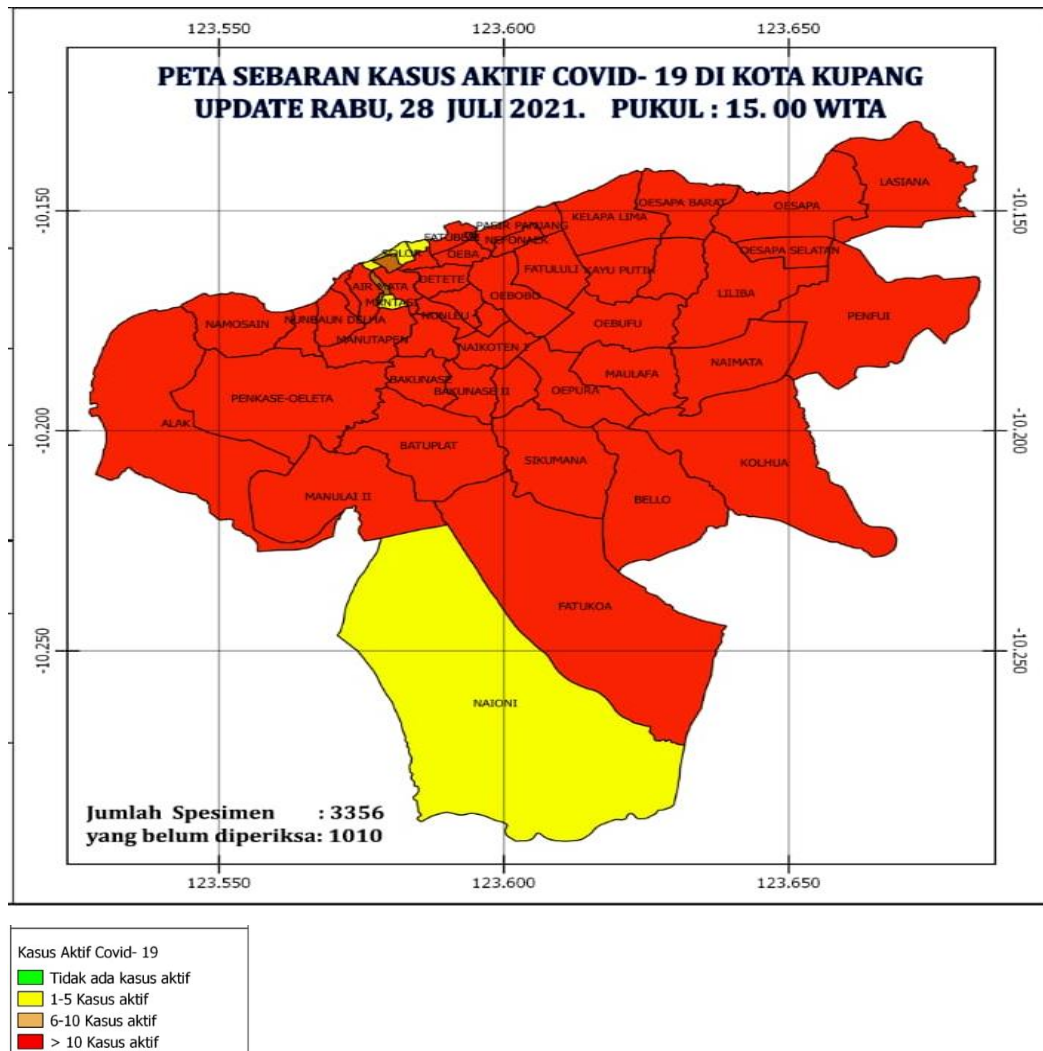 123.550 123.600 123.650
PETA SEBARAN KASUS AKTIF COVID- 19 DI KOTA KUPANG
UPDATE RABU, 28 JULI 2021. PUKUL : 15. 00 WITA
LASIANA
-10.150 -10.150
OESAPA BARAT OESAPA
KELAPA LIMA
PASIR PANJANG
NEFONAEK
OEBA
OESAPA SELATAN
FATULULI KAYU PUTIH
OETETE
AIR MATA
OEBOBO LILIBA
MANTASI
NUNLEU
PENFUI
NAMOSAIN NUNBAUN DELHA OEBUFU
MANUTAPEN NAIKOTEN I
NAIMATA
MAULAFA
BAKUNASE
BAKUNASE II OEPURA
PENKASE-OELETA
ALAK
-10.200 -10.200
BATUPLAT
SIKUMANA KOLHUA
MANULAI II BELLO
FATUKOA
-10.250 -10.250
NAIONI
Jumlah Spesimen : 3356
yang belum diperiksa: 1010
123.550 123.600 123.650
Kasus Aktif Covid- 19
Tidak ada kasus aktif
1-5 Kasus aktif
6-10 Kasus aktif
> 10 Kasus aktif